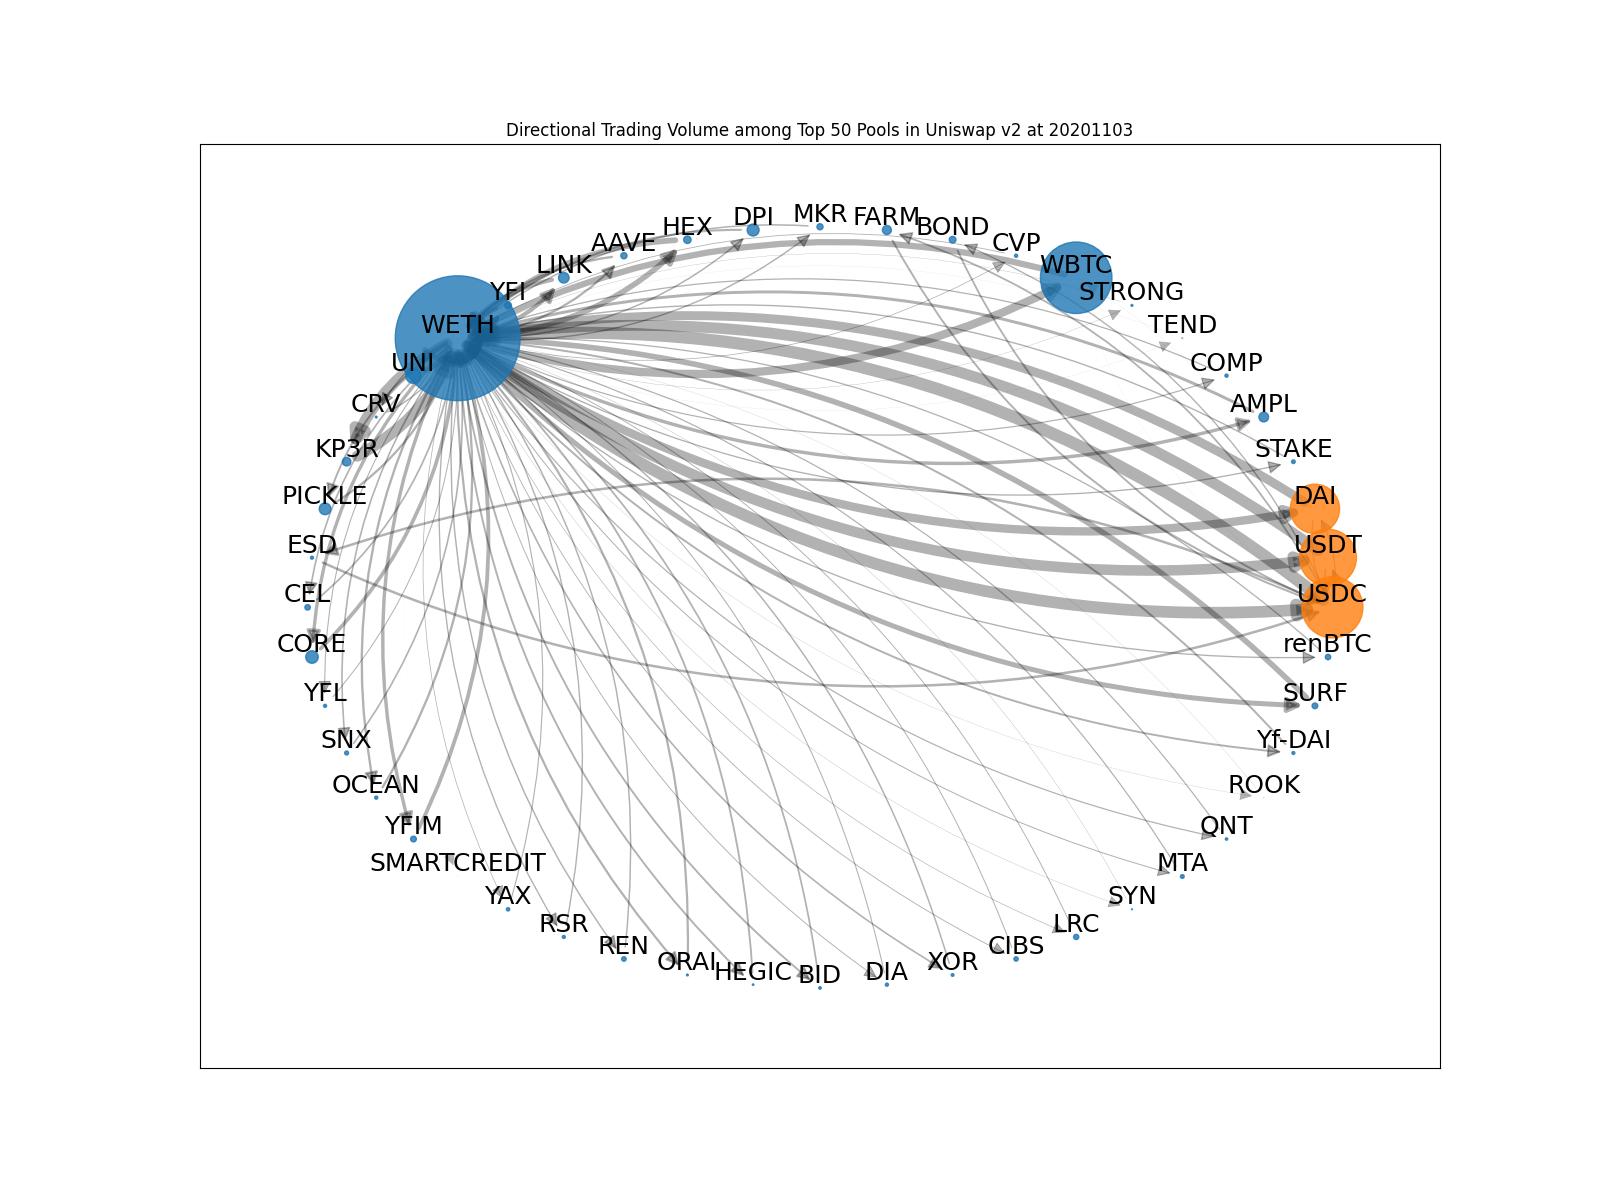 Directional Trading Volume among Top 50 Pools in Uniswap v2 at 20201103
MKR
DPI
FARM
HEX
BOND
AAVE
CVP
LINK
WBTC
YFI
STRONG
WETH
TEND
UNI
COMP
CRV
AMPL
KP3R
STAKE
PICKLE
DAI
ESD
USDT
CEL
USDC
CORE
renBTC
YFL
SURF
SNX
Yf-DAI
OCEAN
ROOK
YFIM
QNT
SMARTCREDIT
MTA
YAX
SYN
RSR
LRC
REN
CIBS
ORAI
XOR
HEGIC
DIA
BID